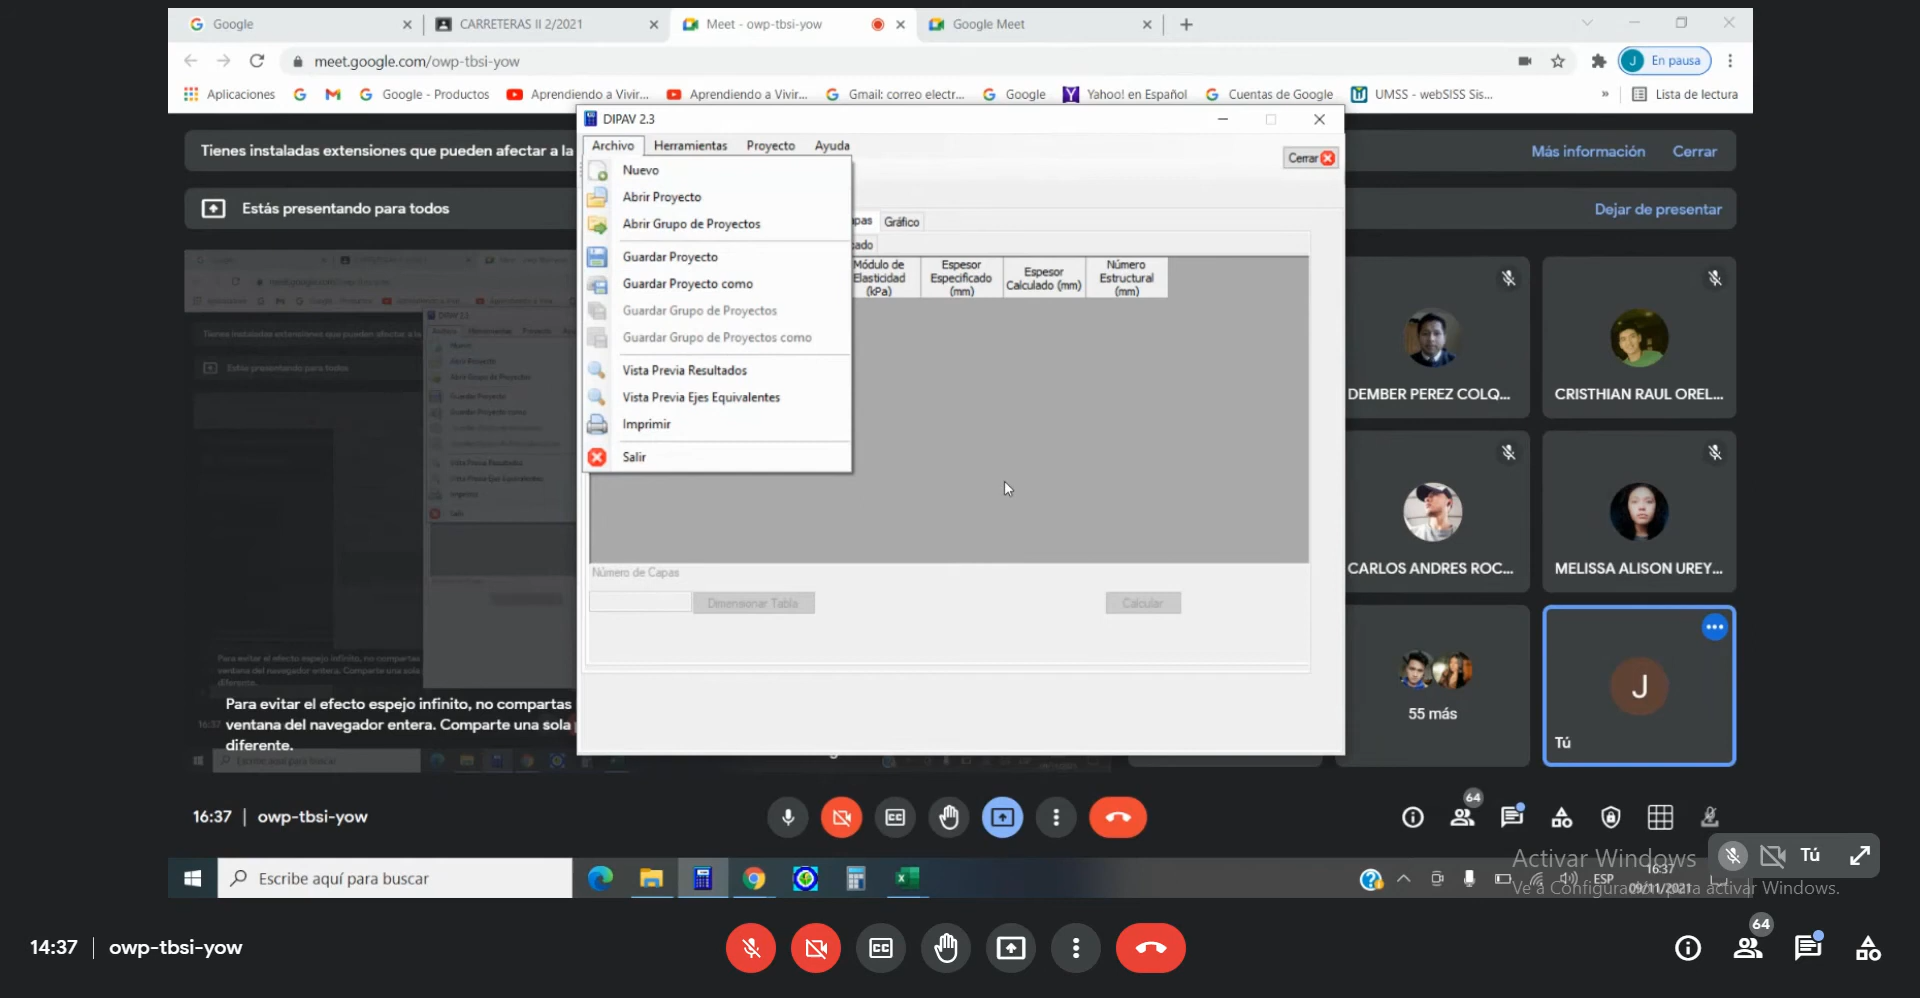 Google
CARRETERAS II 2/2021
Meet - owp-tbsi-yow
Google Meet
meet.google.com/owp-tbsi-yow
J
En pausa
Aplicaciones
Google - Productos
Aprendiendo a Vivir...
Aprendiendo a Vivir...
Gmail: correo electr...
Google
Yahoo! en Español
Cuentas de Google
UMSS - webSISS Sis...
»
Lista de lectura
DIPAV 2.3
Archivo
Herramientas
Proyecto
Ayuda
Cerrar
Tienes instaladas extensiones que pueden afectar a la
Más información
Cerrar
Estás presentando para todos
Dejar de presentar
Nuevo
Abrir Proyecto
Abrir Grupo de Proyectos
Guardar Proyecto
Guardar Proyecto como
Guardar Grupo de Proyectos
Guardar Grupo de Proyectos como
Vista Previa Resultados
Vista Previa Ejes Equivalentes
Imprimir
Salir
apas
Gráfico
ado
Módulo de
Elasticidad
(kPa)
Espesor
Especificado
(mm)
Espesor
Calculado (mm)
Número
Estructural
(mm)
Número de Capas
Dimensionar Tabla
Calcular
DEMBER PEREZ COLQ...
CRISTHIAN RAUL OREL...
CARLOS ANDRES ROC...
MELISSA ALISON UREY...
55 más
J
Tú
Para evitar el efecto espejo infinito, no compartas
ventana del navegador entera. Comparte una sola
diferente.
16:37
owp-tbsi-yow
64
Escribe aquí para buscar
ESP
16:37
09/11/2021
Activar Windows
Ve a Configuración para activar Windows.
Tú
14:37
owp-tbsi-yow
64